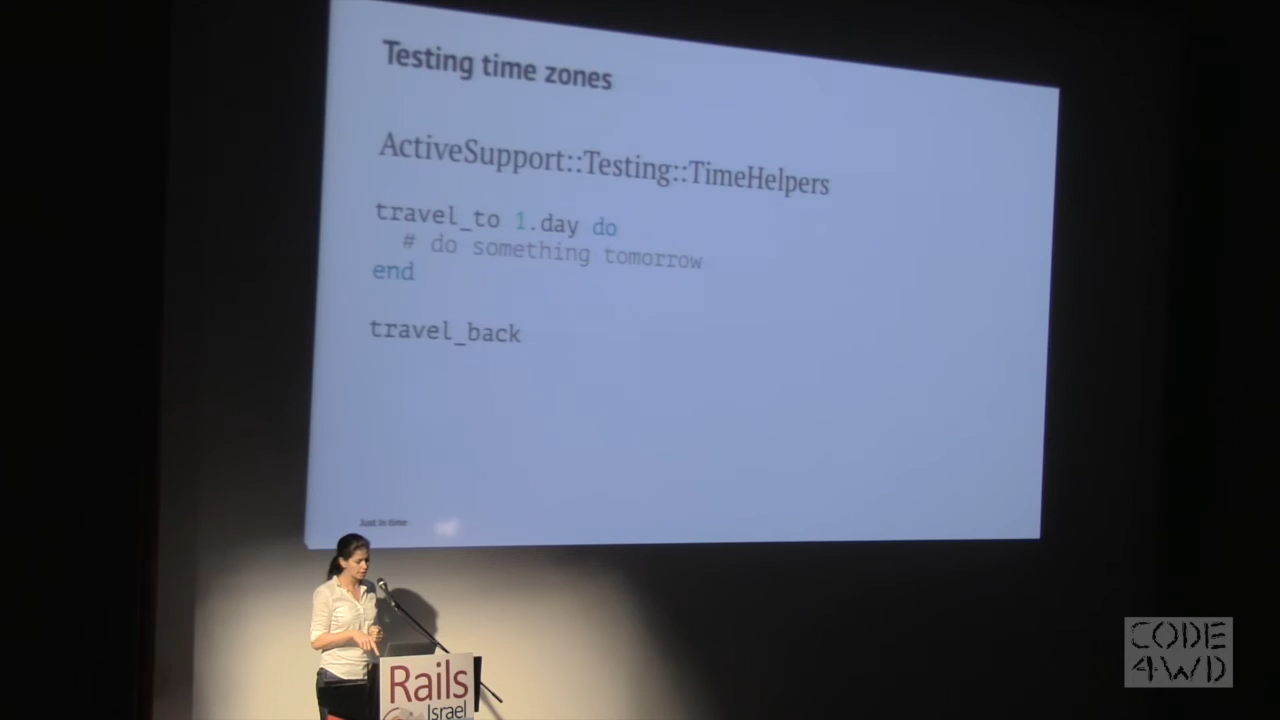 Testing time zones
ActiveSupport::Testing::TimeHelpers
travel_to 1.day do
  # do something tomorrow
end
travel_back
Just in time
Rails
Israel
CODE
4WD